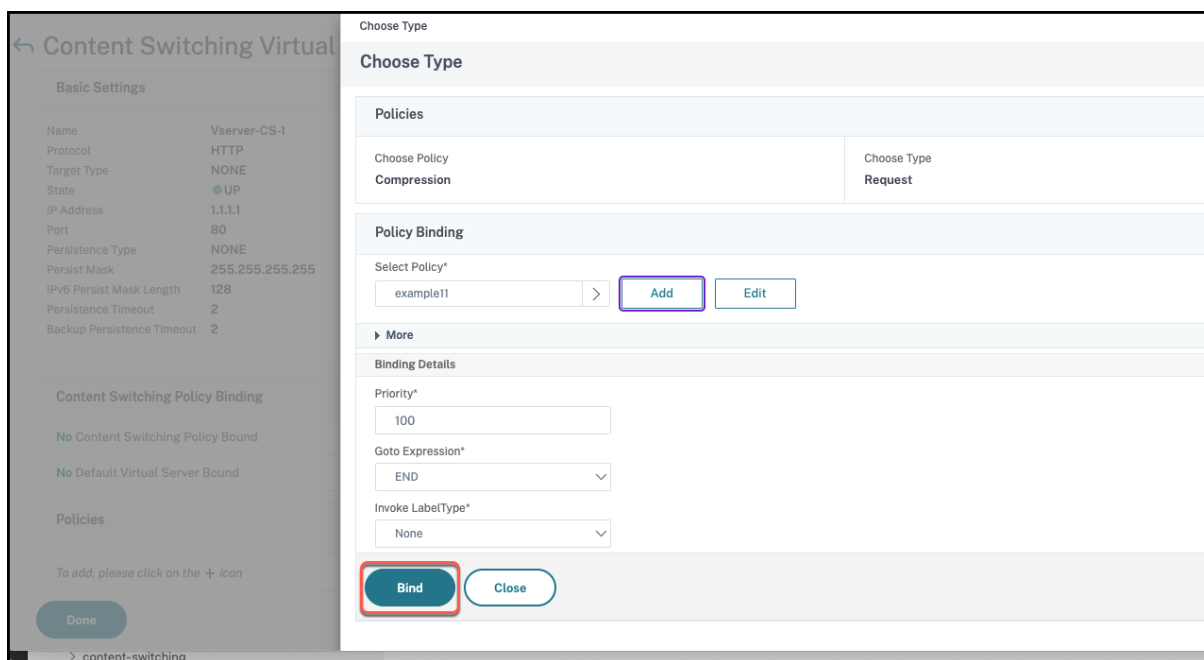 Content Switching Virtual
Basic Settings
Name Vserver-CS-1
Protocol HTTP
Target Type NONE
State UP
IP Address 1.1.1.1
Port 80
Persistence Type NONE
Persist Mask 255.255.255.255
IPv6 Persist Mask Length 128
Persistence Timeout 2
Backup Persistence Timeout 2
Content Switching Policy Binding
No Content Switching Policy Bound
No Default Virtual Server Bound
Policies
To add, please click on the + icon
Done
> content-switching
Choose Type
Choose Type
Policies
Choose Policy Choose Type
Compression Request
Policy Binding
Select Policy*
example11 > Add Edit
More
Binding Details
Priority*
100
Goto Expression*
END
Invoke LabelType*
None
Bind Close